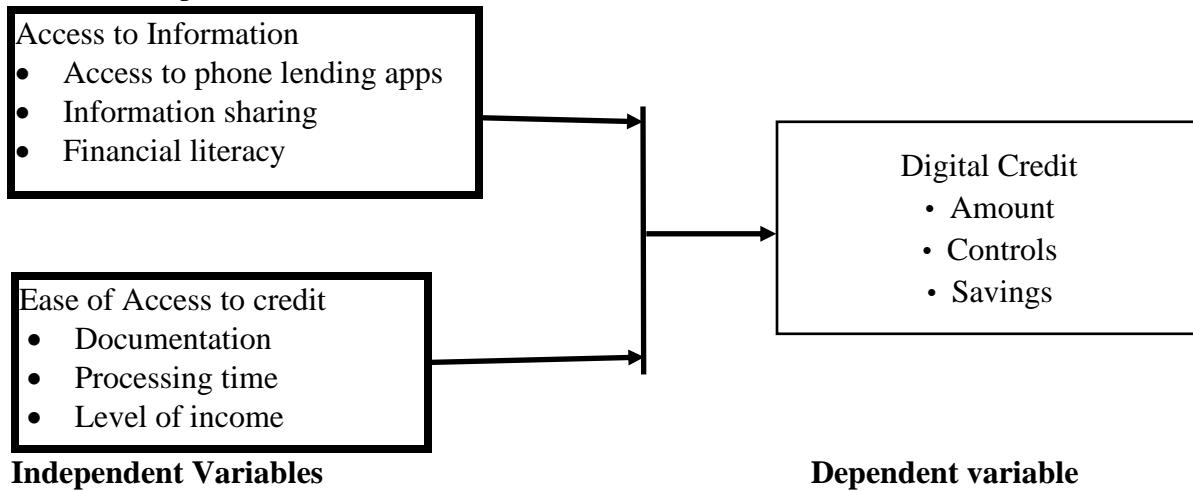 Access to Information
• Access to phone lending apps
• Information sharing
• Financial literacy
Digital Credit
• Amount
• Controls
• Savings
Ease of Access to credit
• Documentation
• Processing time
• Level of income
Independent Variables
Dependent variable